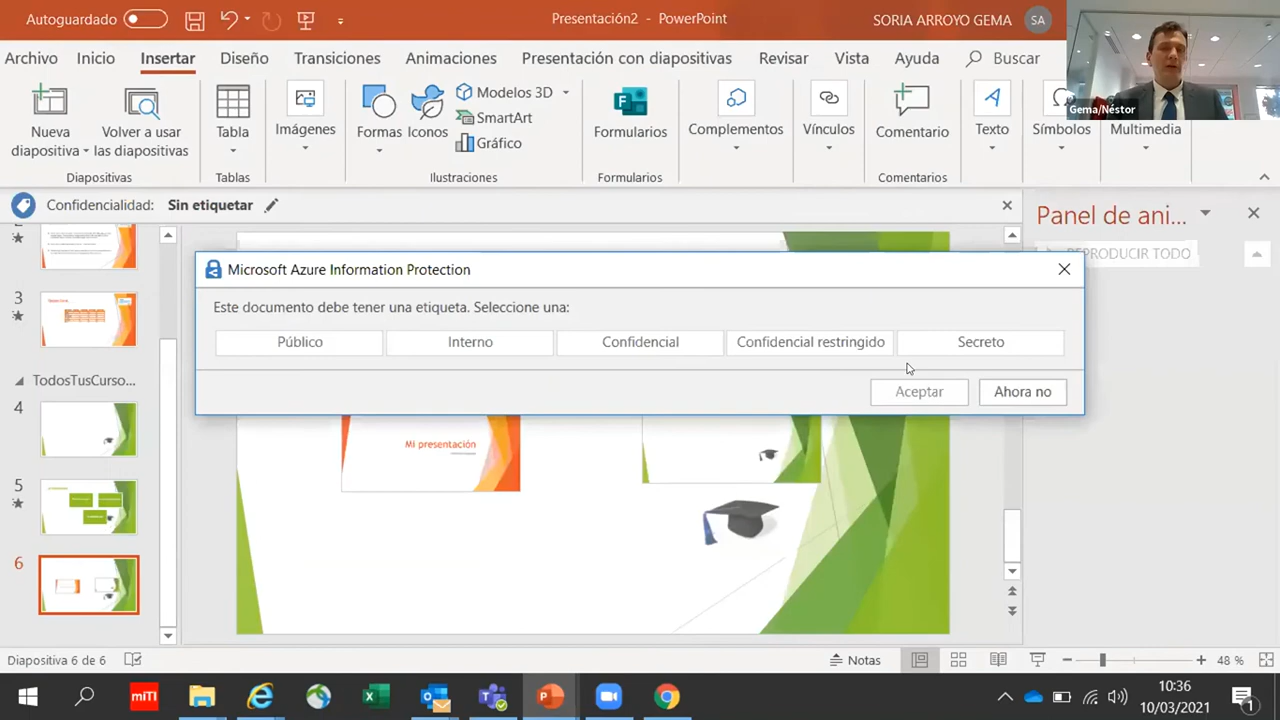 Autoguardado
Presentación2 - PowerPoint
SORIA ARROYO GEMA
SA
Archivo
Inicio
Insertar
Diseño
Transiciones
Animaciones
Presentación con diapositivas
Revisar
Vista
Ayuda
Buscar
Gema/Néstor
Nueva
diapositiva
Volver a usar
las diapositivas
Tabla
Imágenes
Formas
Iconos
Modelos 3D
SmartArt
Gráfico
Formularios
Complementos
Vínculos
Comentario
Texto
Símbolos
Multimedia
Diapositivas
Tablas
Ilustraciones
Formularios
Comentarios
Confidencialidad: Sin etiquetar
Panel de ani...
REPRODUCIR TODO
Microsoft Azure Information Protection
Este documento debe tener una etiqueta. Seleccione una:
Público
Interno
Confidencial
Confidencial restringido
Secreto
Aceptar
Ahora no
3
TodosTusCurso...
4
5
6
Mi presentación
Diapositiva 6 de 6
Notas
48 %
miTI
10:36
10/03/2021
1